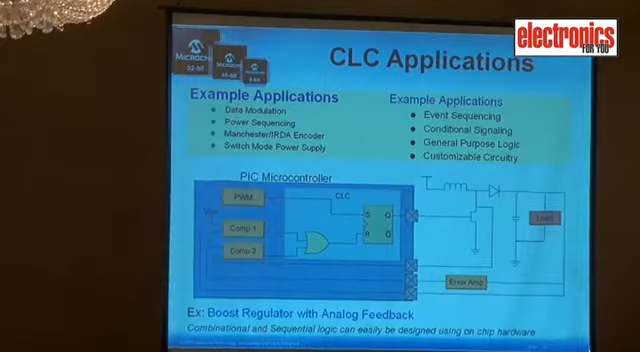 electronics
FOR YOU
CLC Applications
MICROCHIP
32-bit
MICROCHIP
16-bit
8-bit
Example Applications
Data Modulation
Power Sequencing
Manchester/IRDA Encoder
Switch Mode Power Supply
Example Applications
Event Sequencing
Conditional Signaling
General Purpose Logic
Customizable Circuitry
PIC Microcontroller
PWM
CLC
S Q
R Q
Comp 1
Comp 2
Load
Error Amp
Ex: Boost Regulator with Analog Feedback
Combinational and Sequential logic can easily be designed using on chip hardware